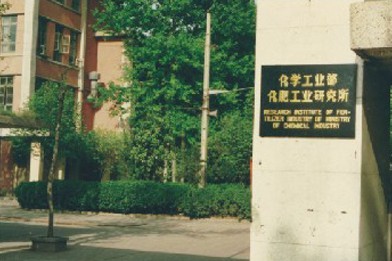 化学工业部
化肥工业研究所
RESEARCH INSTITUTE OF FER-
TILIZER INDUSTRY OF MINISTRY
OF CHEMICAL INDUSTRY